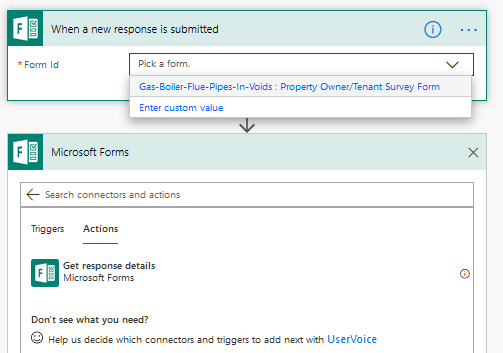 When a new response is submitted
* Form Id
Pick a form.
Gas-Boiler-Flue-Pipes-In-Voids : Property Owner/Tenant Survey Form
Enter custom value
Microsoft Forms
Search connectors and actions
Triggers Actions
Get response details
Microsoft Forms
Don't see what you need?
Help us decide which connectors and triggers to add next with UserVoice